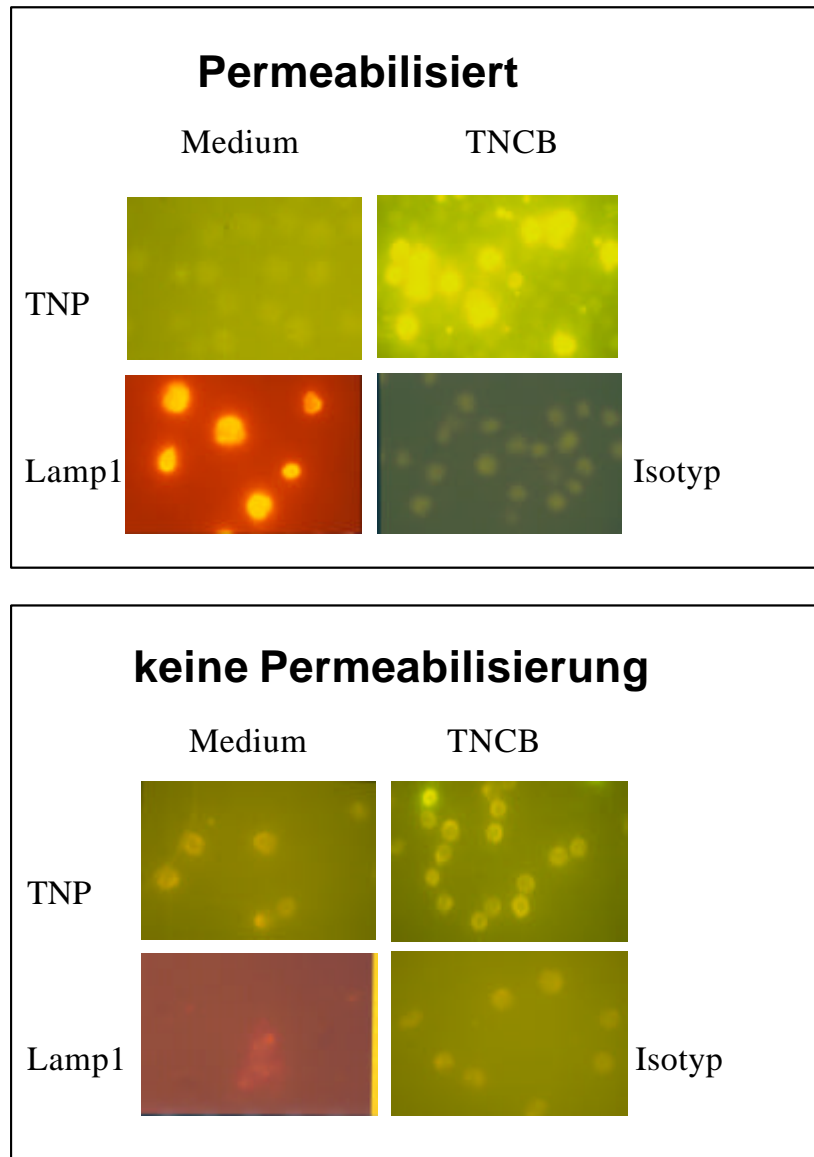 Permeabilisiert
Medium TNCB
TNP
Lamp1 Isotyp
keine Permeabilisierung
Medium TNCB
TNP
Lamp1 Isotyp